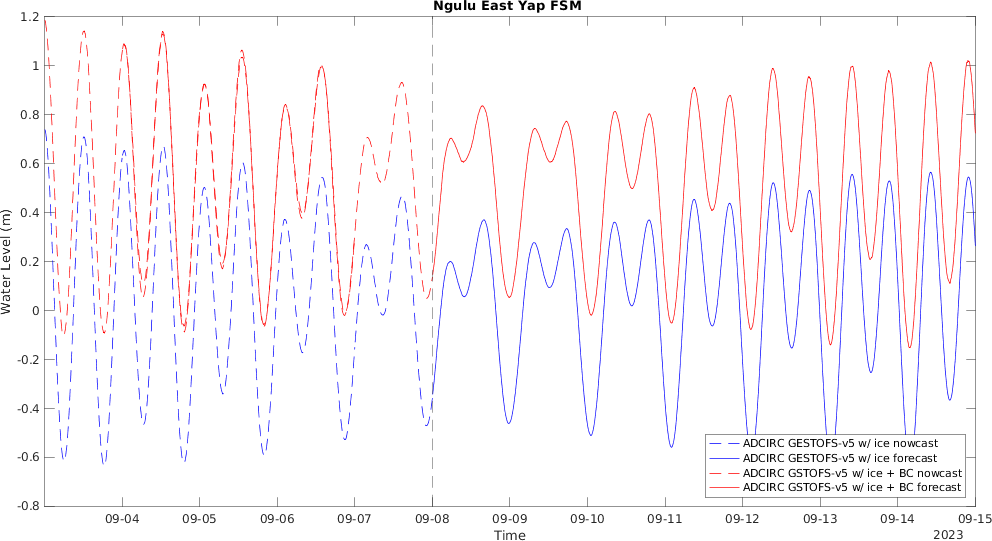 Ngulu East Yap FSM
1.2
1
0.8
0.6
0.4
0.2
0
-0.2
-0.4
-0.6
-0.8
Water Level (m)
ADCIRC GESTOFS-v5 w/ ice nowcast
ADCIRC GESTOFS-v5 w/ ice forecast
ADCIRC GSTOFS-v5 w/ ice + BC nowcast
ADCIRC GSTOFS-v5 w/ ice + BC forecast
09-04 09-05 09-06 09-07 09-08 09-09 09-10 09-11 09-12 09-13 09-14 09-15
Time
2023